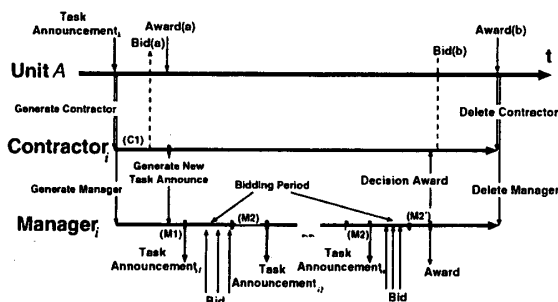 Task
Announcement i
Award(a)
Bid(a)
Award(b)
Bid(b)
t
Unit A
Generate Contractor
Delete Contractor
(C1)
Contractor i
Generate New
Task Announce
Generate Manager
Bidding Period
Decision Award
Delete Manager
Manager i
(M1)
(M2)
(M2)
(M2')
Task
Announcement i1
Bid
Task
Announcement i2
Task
Announcement
Bid
Award